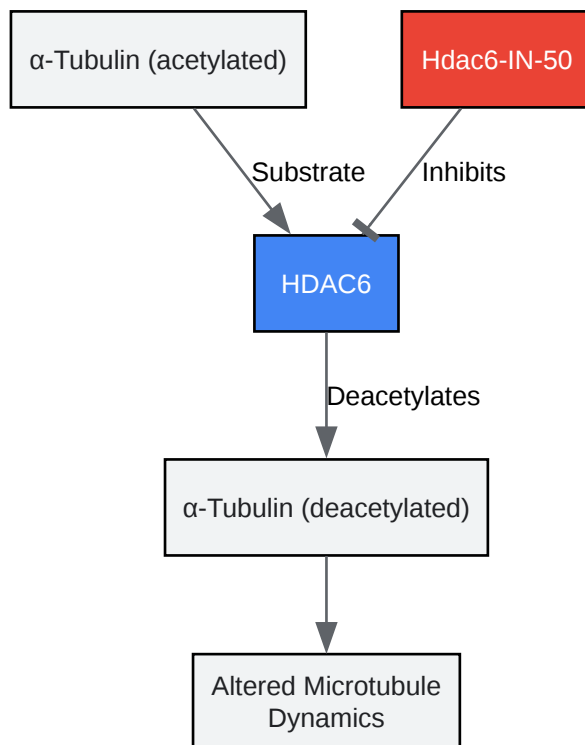 α-Tubulin (acetylated)
Hdac6-IN-50
Substrate
Inhibits
HDAC6
Deacetylates
α-Tubulin (deacetylated)
Altered Microtubule
Dynamics